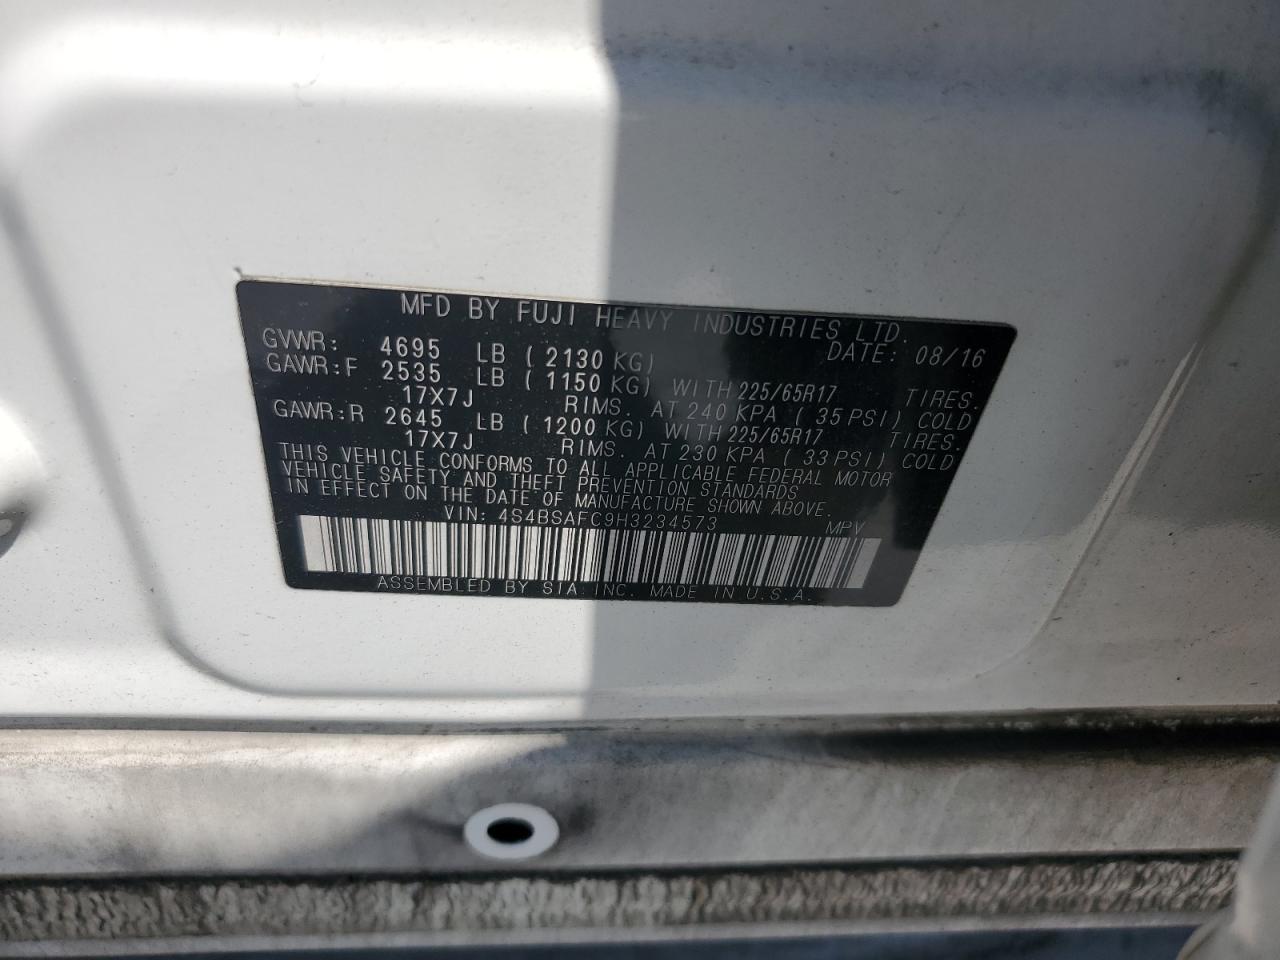 MFD BY FUJI HEAVY INDUSTRIES LTD.
GVWR: 4695 LB ( 2130 KG) DATE: 08/16
GAWR:F 2535 LB ( 1150 KG) WITH 225/65R17 TIRES.
17X7J RIMS. AT 240 KPA ( 35 PSI) COLD
GAWR:R 2645 LB ( 1200 KG) WITH 225/65R17 TIRES.
17X7J RIMS. AT 230 KPA ( 33 PSI) COLD
THIS VEHICLE CONFORMS TO ALL APPLICABLE FEDERAL MOTOR
VEHICLE SAFETY AND THEFT PREVENTION STANDARDS
IN EFFECT ON THE DATE OF MANUFACTURE SHOWN ABOVE.
VIN: 4S4BSAFC9H3234573 MPV
ASSEMBLED BY SIA INC. MADE IN U.S.A.